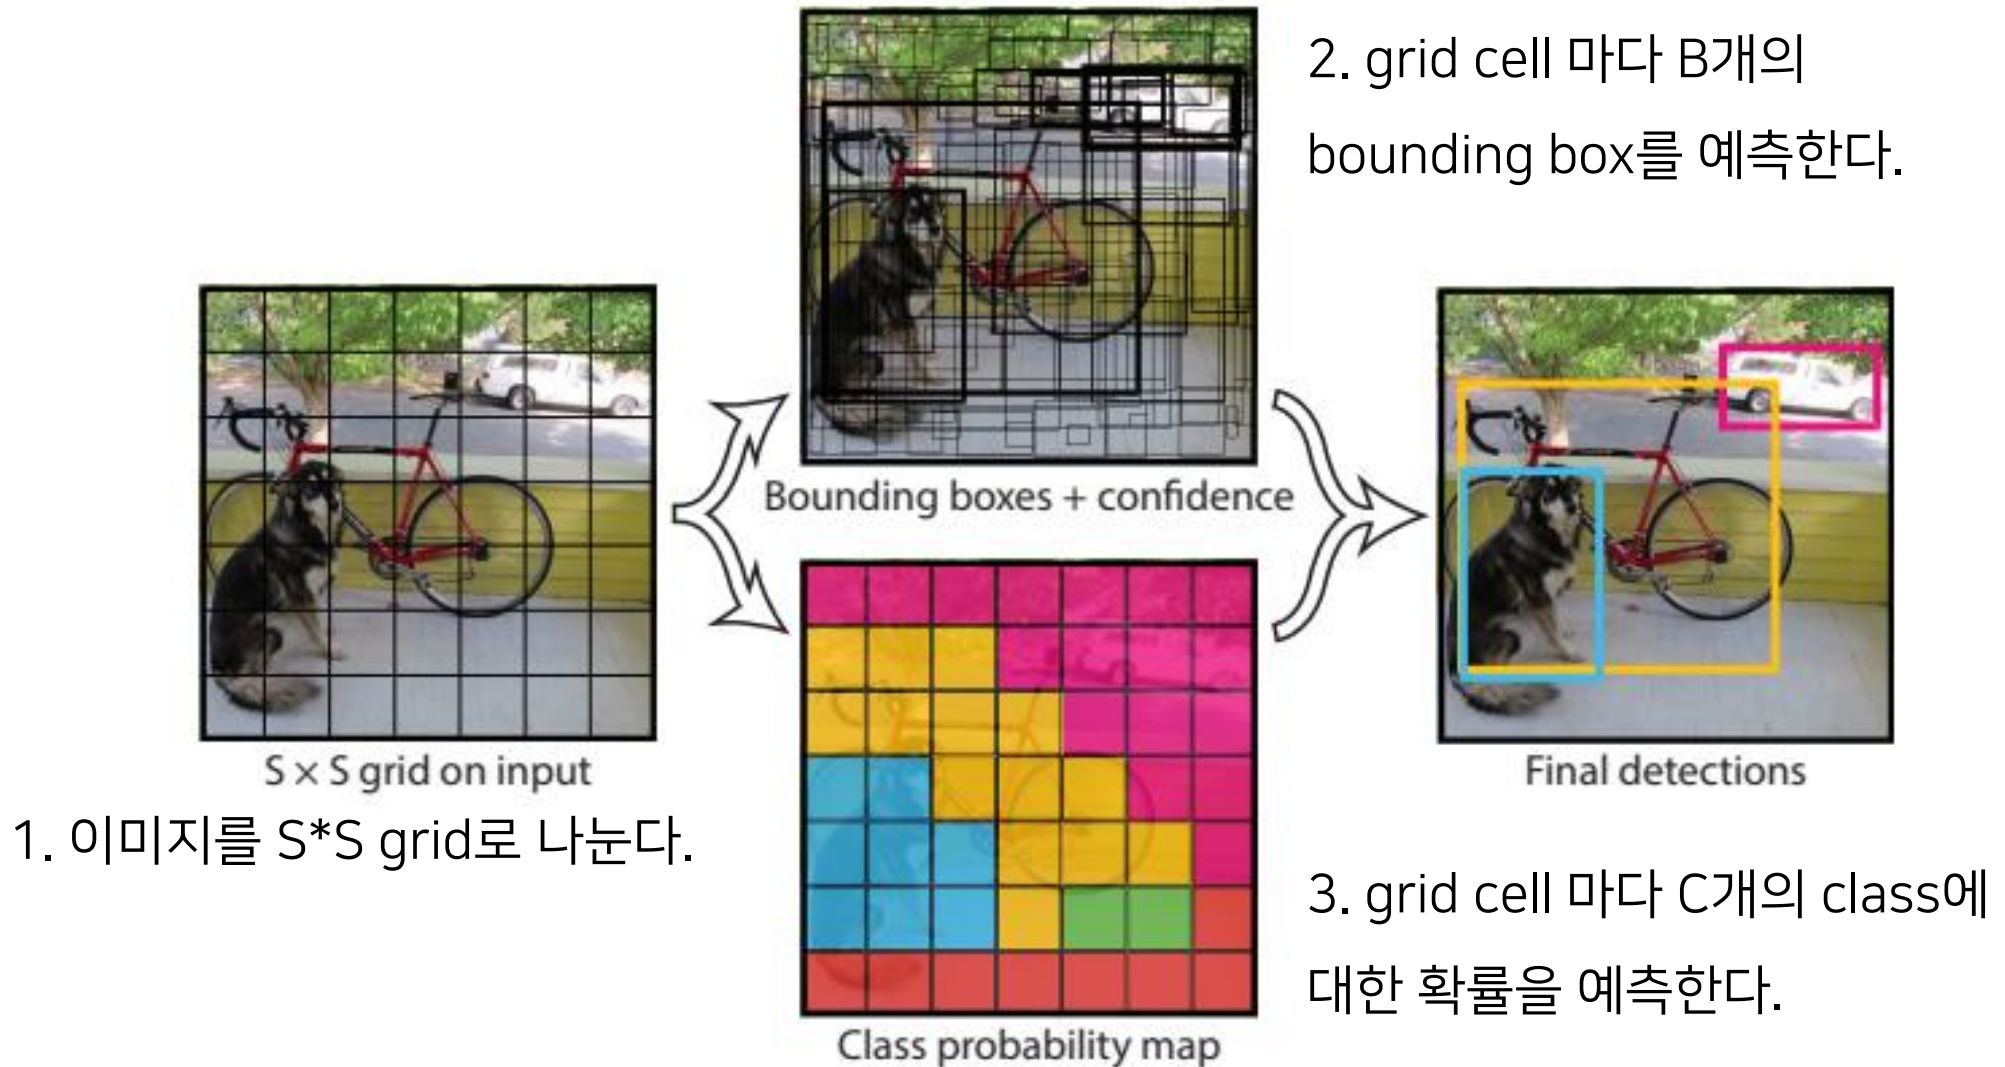 2. grid cell 마다 B개의
bounding box를 예측한다.
Bounding boxes + confidence
S × S grid on input
1. 이미지를 S*S grid로 나눈다.
Final detections
3. grid cell 마다 C개의 class에
대한 확률을 예측한다.
Class probability map